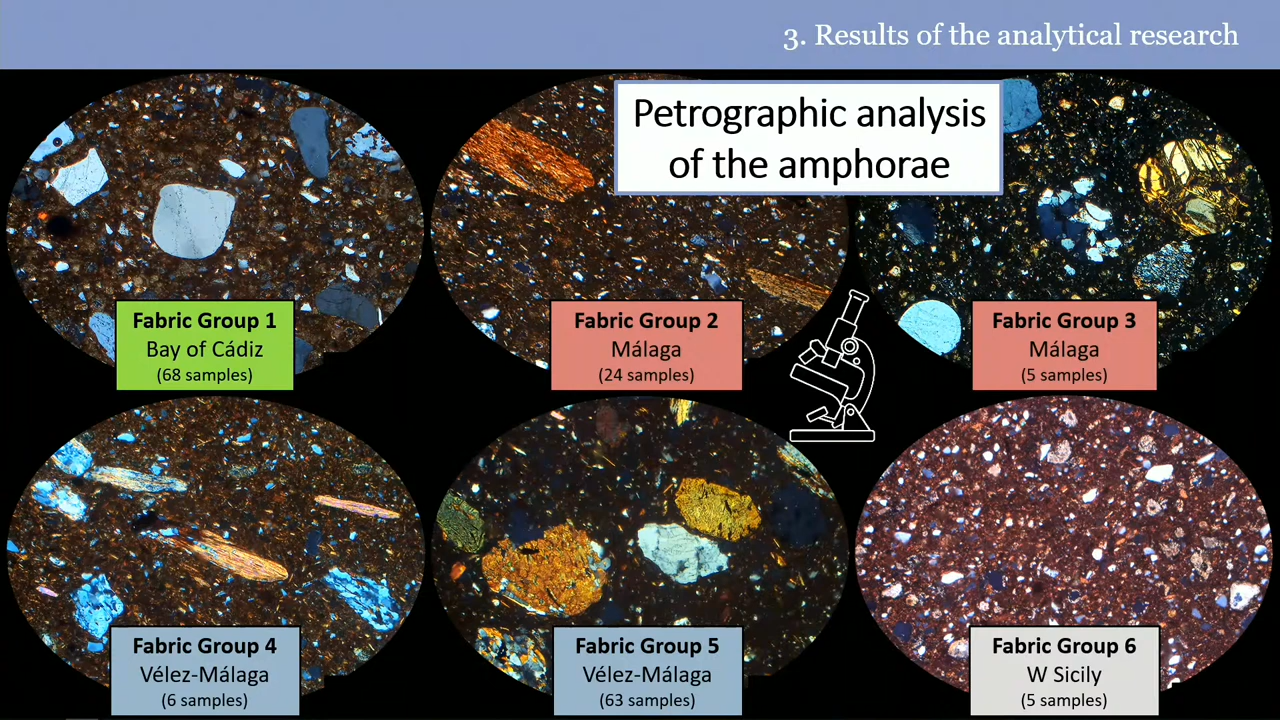 3. Results of the analytical research
Petrographic analysis
of the amphorae
Fabric Group 1
Bay of Cádiz
(68 samples)
Fabric Group 2
Málaga
(24 samples)
Fabric Group 3
Málaga
(5 samples)
Fabric Group 4
Vélez-Málaga
(6 samples)
Fabric Group 5
Vélez-Málaga
(63 samples)
Fabric Group 6
W Sicily
(5 samples)